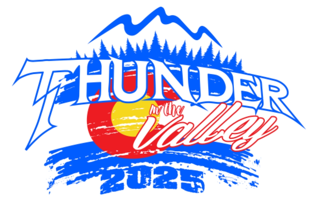 THUNDER
in the
Valley
2025